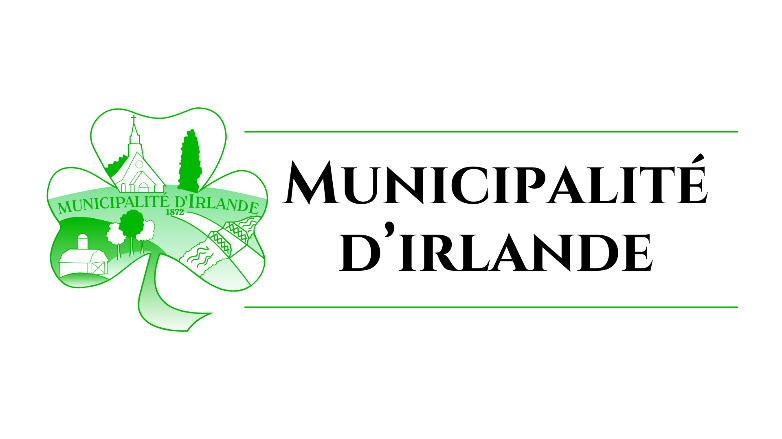 MUNICIPALITÉ D'IRLANDE
1872
MUNICIPALITÉ
D'IRLANDE